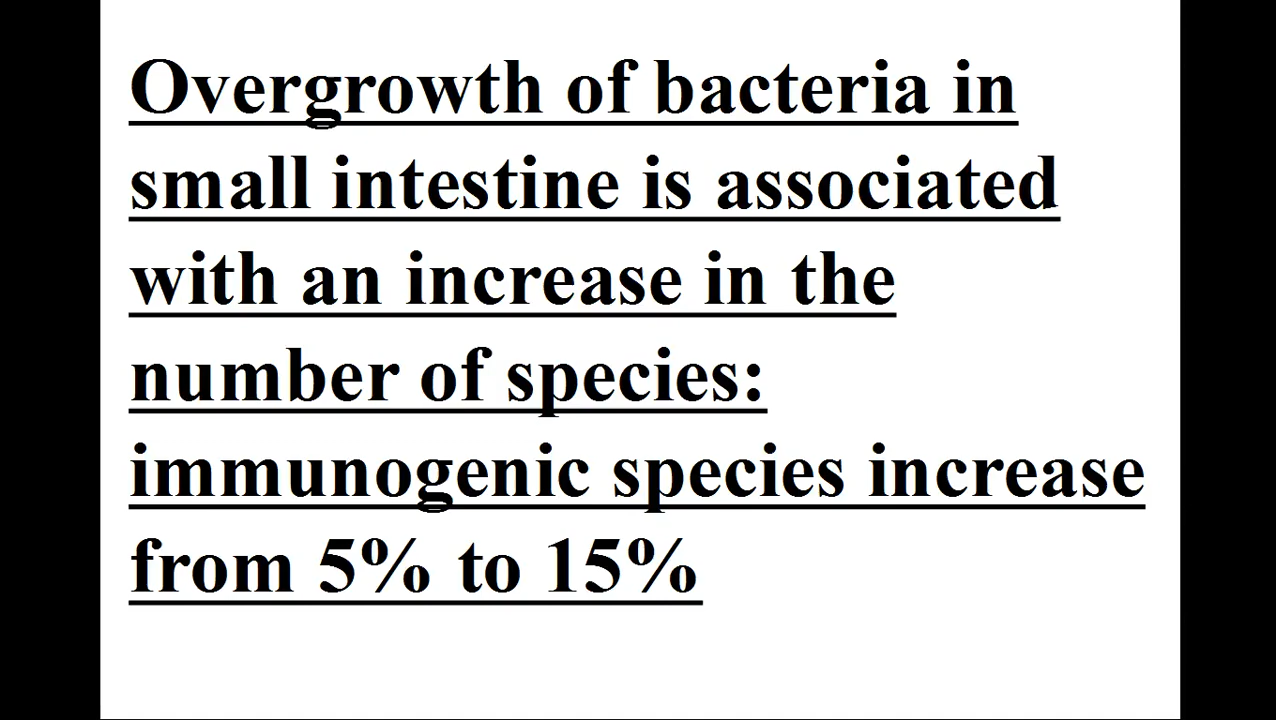 Overgrowth of bacteria in
small intestine is associated
with an increase in the
number of species:
immunogenic species increase
from 5% to 15%